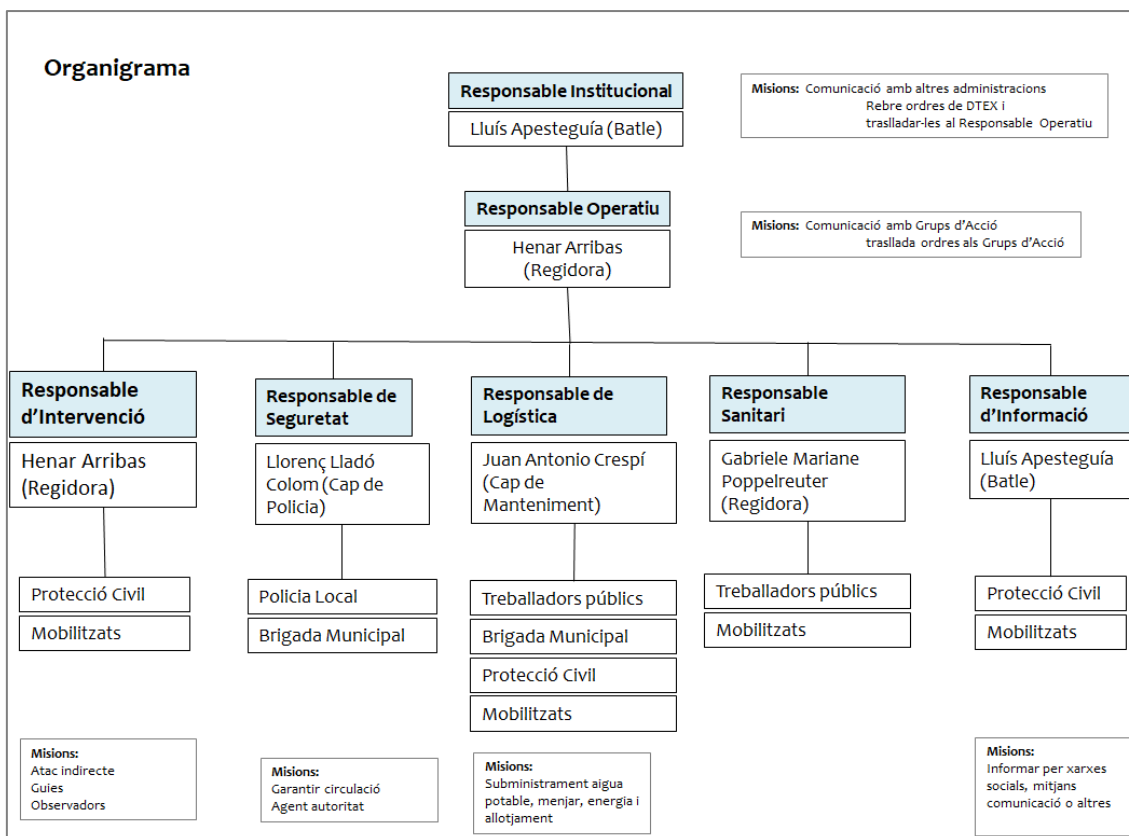 Organigrama
Responsable Institucional
Lluís Apesteguía (Batle)
Misions: Comunicació amb altres administracions
Rebre ordres de DTEX i
traslladar-les al Responsable Operatiu
Responsable Operatiu
Henar Arribas
(Regidora)
Misions: Comunicació amb Grups d'Acció
trasllada ordres als Grups d'Acció
Responsable
d'Intervenció
Henar Arribas
(Regidora)
Protecció Civil
Mobilitzats
Misions:
Atac indirecte
Guies
Observadors
Responsable de
Seguretat
Llorenç Lladó
Colom (Cap de
Policia)
Policia Local
Brigada Municipal
Misions:
Garantir circulació
Agent autoritat
Responsable de
Logística
Juan Antonio Crespí
(Cap de
Manteniment)
Treballadors públics
Brigada Municipal
Protecció Civil
Mobilitzats
Misions:
Subministrament aigua
potable, menjar, energia i
allotjament
Responsable
Sanitari
Gabriele Mariane
Poppelreuter
(Regidora)
Treballadors públics
Mobilitzats
Responsable
d'Informació
Lluís Apesteguía
(Batle)
Protecció Civil
Mobilitzats
Misions:
Informar per xarxes
socials, mitjans
comunicació o altres